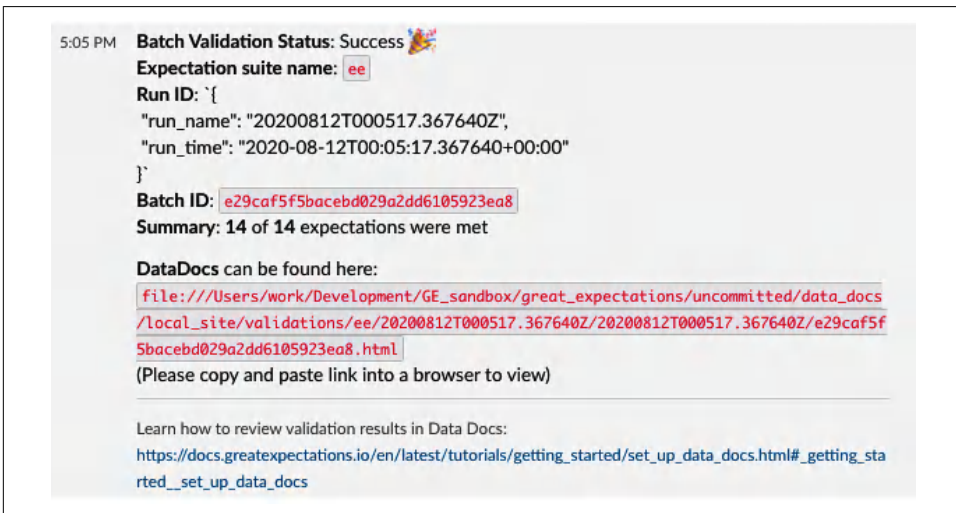 5:05 PM Batch Validation Status: Success 🎉
Expectation suite name: ee
Run ID: `{
"run_name": "20200812T000517.367640Z",
"run_time": "2020-08-12T00:05:17.367640+00:00"
}`
Batch ID: e29caf5f5bacebd029a2dd6105923ea8
Summary: 14 of 14 expectations were met
DataDocs can be found here:
file:///Users/work/Development/GE_sandbox/great_expectations/uncommitted/data_docs
/local_site/validations/ee/20200812T000517.367640Z/20200812T000517.367640Z/e29caf5f
5bacebd029a2dd6105923ea8.html
(Please copy and paste link into a browser to view)
Learn how to review validation results in Data Docs:
https://docs.greatexpectations.io/en/latest/tutorials/getting_started/set_up_data_docs.html#_getting_sta
rted__set_up_data_docs